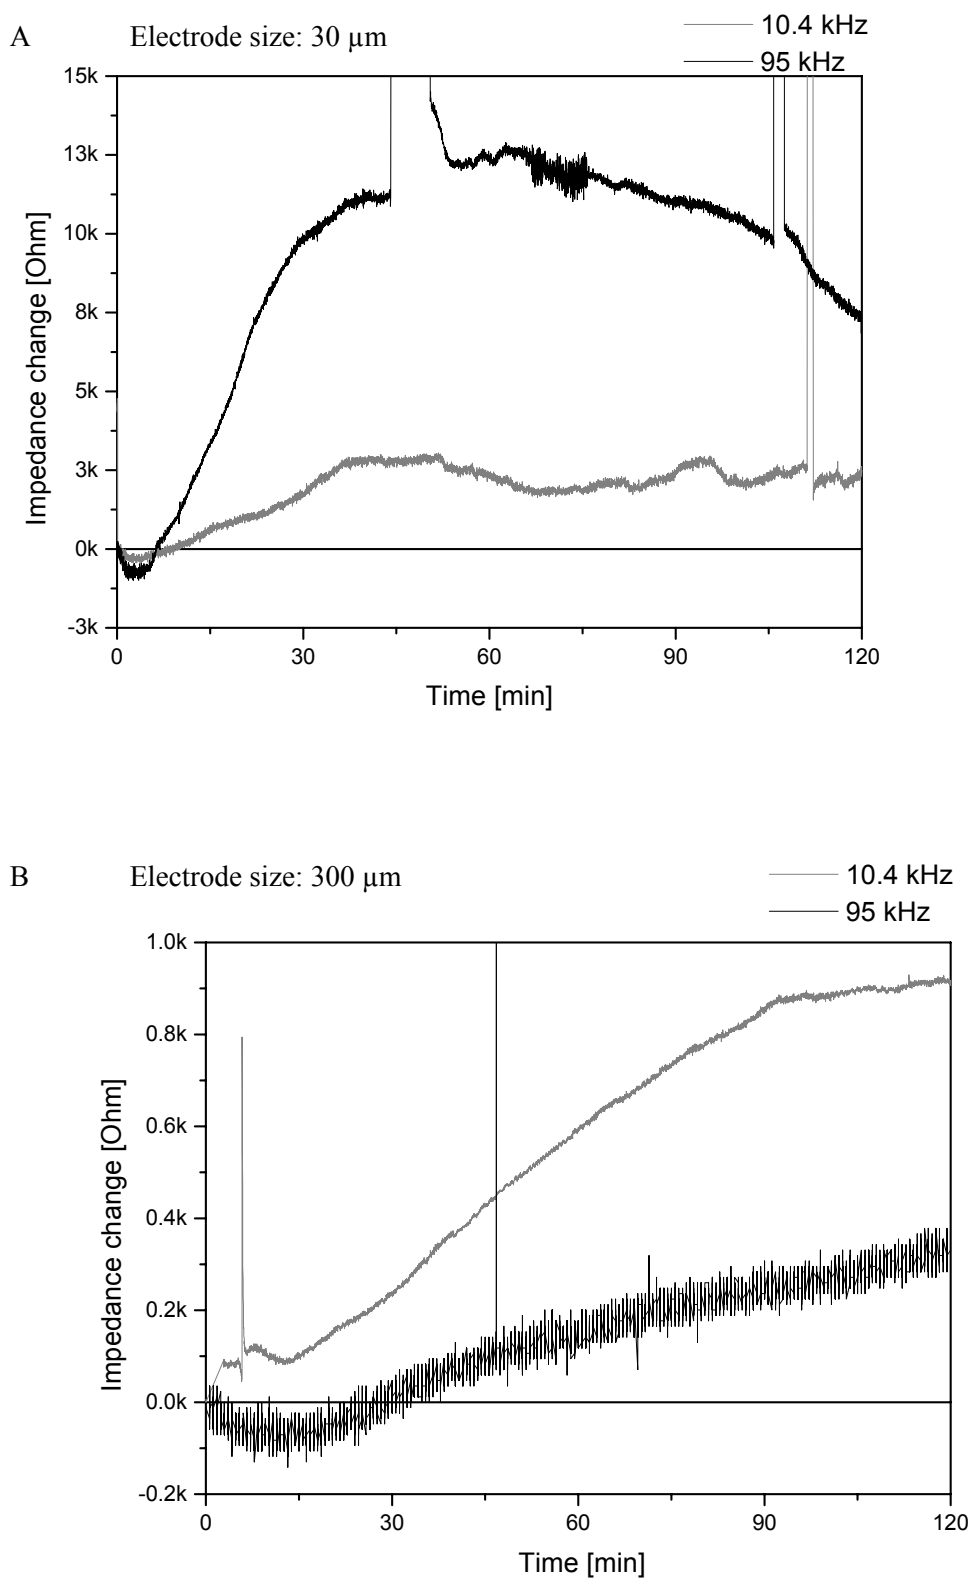 A
Electrode size: 30 µm
10.4 kHz
95 kHz
15k
13k
10k
8k
5k
3k
0k
-3k
Impedance change [Ohm]
0 30 60 90 120
Time [min]
B
Electrode size: 300 µm
10.4 kHz
95 kHz
1.0k
0.8k
0.6k
0.4k
0.2k
0.0k
-0.2k
Impedance change [Ohm]
0 30 60 90 120
Time [min]